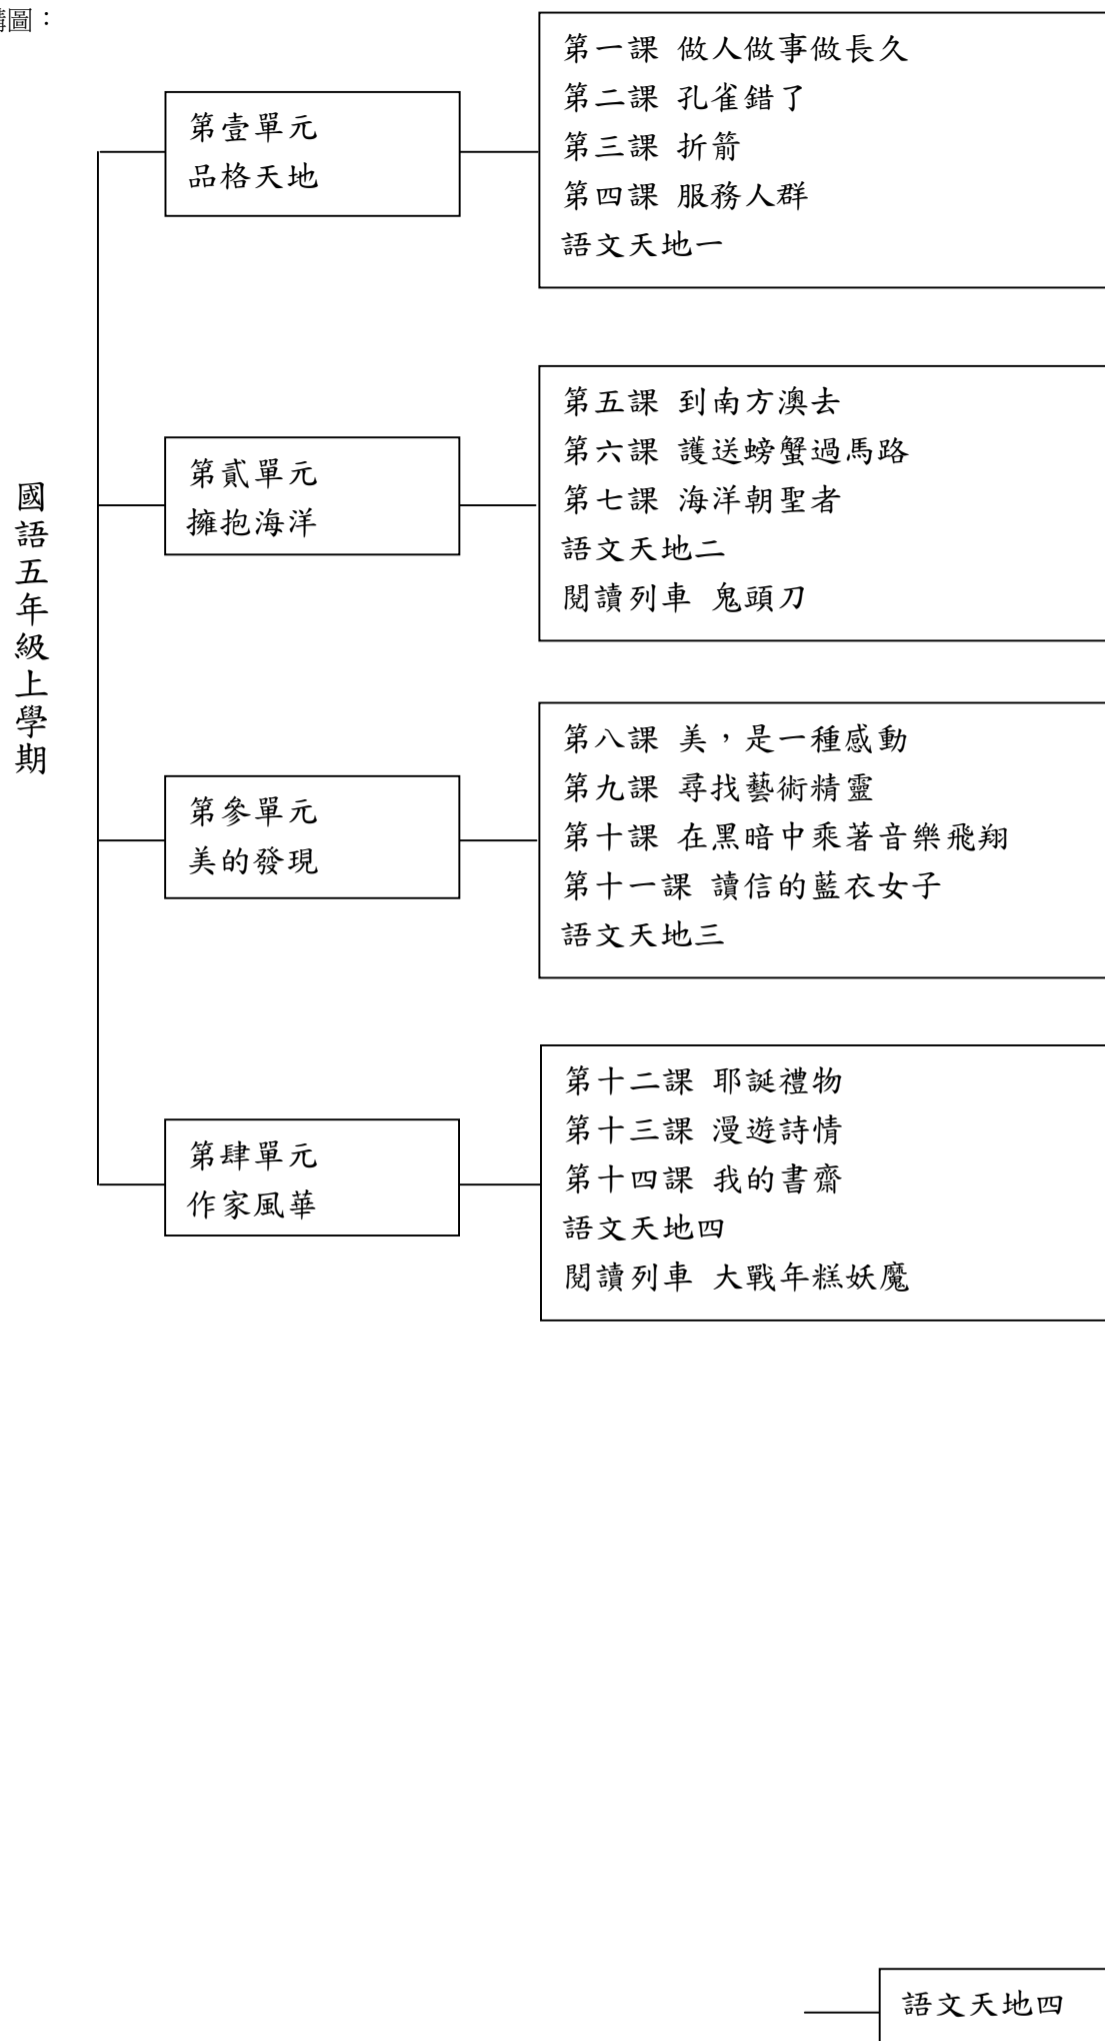 構圖：
國語五年級上學期
第壹單元
品格天地
第一課 做人做事做長久
第二課 孔雀錯了
第三課 折箭
第四課 服務人群
語文天地一
第貳單元
擁抱海洋
第五課 到南方澳去
第六課 護送螃蟹過馬路
第七課 海洋朝聖者
語文天地二
閱讀列車 鬼頭刀
第參單元
美的發現
第八課 美，是一種感動
第九課 尋找藝術精靈
第十課 在黑暗中乘著音樂飛翔
第十一課 讀信的藍衣女子
語文天地三
第肆單元
作家風華
第十二課 耶誕禮物
第十三課 漫遊詩情
第十四課 我的書齋
語文天地四
閱讀列車 大戰年糕妖魔
語文天地四